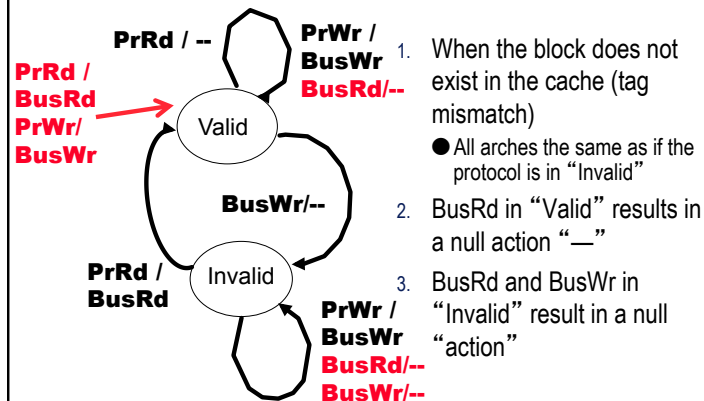 PrRd / --
PrWr /
BusWr
BusRd/--
PrRd /
BusRd
PrWr/
BusWr
Valid
BusWr/--
PrRd /
BusRd
Invalid
PrWr /
BusWr
BusRd/--
BusWr/--
1. When the block does not
exist in the cache (tag
mismatch)
● All arches the same as if the
protocol is in “Invalid”
2. BusRd in “Valid” results in
a null action “—”
3. BusRd and BusWr in
“Invalid” result in a null
“action”